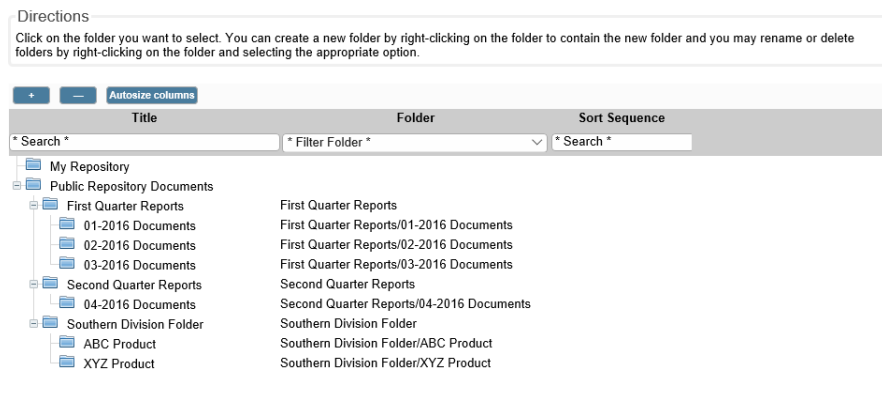 Directions
Click on the folder you want to select. You can create a new folder by right-clicking on the folder to contain the new folder and you may rename or delete
folders by right-clicking on the folder and selecting the appropriate option.
+ — Autosize columns
Title Folder Sort Sequence
* Search * * Filter Folder * * Search *
My Repository
Public Repository Documents
First Quarter Reports First Quarter Reports
01-2016 Documents First Quarter Reports/01-2016 Documents
02-2016 Documents First Quarter Reports/02-2016 Documents
03-2016 Documents First Quarter Reports/03-2016 Documents
Second Quarter Reports Second Quarter Reports
04-2016 Documents Second Quarter Reports/04-2016 Documents
Southern Division Folder Southern Division Folder
ABC Product Southern Division Folder/ABC Product
XYZ Product Southern Division Folder/XYZ Product